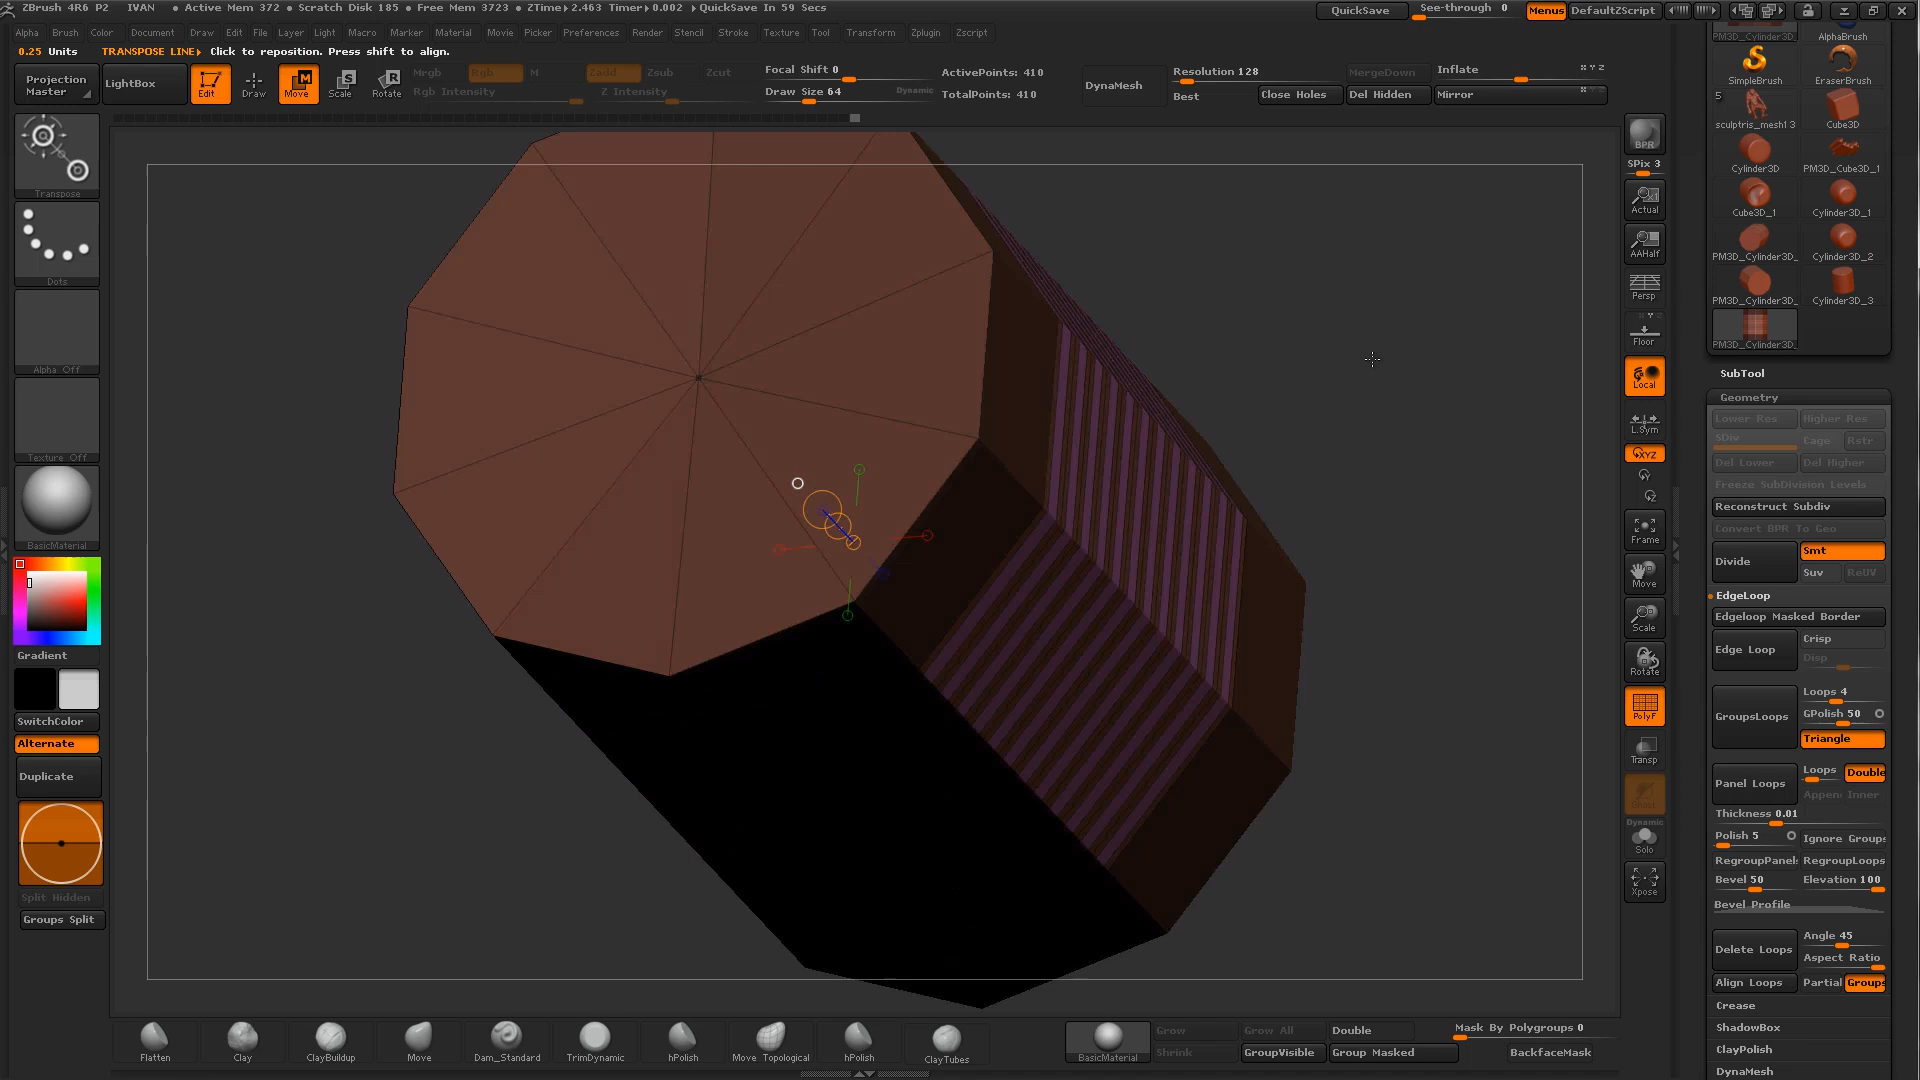 ZBrush 4R6 P2 IVAN • Active Mem 372 • Scratch Disk 185 • Free Mem 3723 • ZTime▸2.463 Timer▸0.002 ▸QuickSave In 59 Secs QuickSave See-through 0 Menus DefaultZScript
Alpha Brush Color Document Draw Edit File Layer Light Macro Marker Material Movie Picker Preferences Render Stencil Stroke Texture Tool Transform Zplugin Zscript
0.25 Units TRANSPOSE LINE▸ Click to reposition. Press shift to align.
Projection Master
LightBox
Edit Draw Move Scale Rotate
Mrgb Rgb M Zadd Zsub Zcut
Rgb Intensity Z Intensity
Focal Shift 0
Draw Size 64 Dynamic
ActivePoints: 410
TotalPoints: 410
DynaMesh
Resolution 128 MergeDown Inflate X Y Z
Best Close Holes Del Hidden Mirror
Transpose
Dots
Alpha Off
Texture Off
BasicMaterial
Gradient
SwitchColor
Alternate
Duplicate
Split Hidden
Groups Split
BPR
SPix 3
Actual
AAHalf
Persp
Floor
Local
L.Sym
XYZ
Y
Z
Frame
Move
Scale
Rotate
PolyF
Transp
Ghost
Dynamic
Solo
Xpose
PM3D_Cylinder3D_ AlphaBrush
SimpleBrush EraserBrush
5
sculptris_mesh13 Cube3D
Cylinder3D PM3D_Cube3D_1
Cube3D_1 Cylinder3D_1
PM3D_Cylinder3D_ Cylinder3D_2
PM3D_Cylinder3D_ Cylinder3D_3
PM3D_Cylinder3D_
SubTool
Geometry
Lower Res Higher Res
SDiv Cage Rstr
Del Lower Del Higher
Freeze SubDivision Levels
Reconstruct Subdiv
Convert BPR To Geo
Divide Smt
Suv ReUV
EdgeLoop
Edgeloop Masked Border
Edge Loop Crisp
Disp
GroupsLoops Loops 4
GPolish 50
Triangle
Panel Loops Loops Double
Append Inner
Thickness 0.01
Polish 5 Ignore Groups
RegroupPanels RegroupLoops
Bevel 50 Elevation 100
Bevel Profile
Delete Loops Angle 45
Aspect Ratio
Align Loops Partial Groups
Crease
ShadowBox
ClayPolish
DynaMesh
Flatten Clay ClayBuildup Move Dam_Standard TrimDynamic hPolish Move Topological hPolish ClayTubes
BasicMaterial
Grow Grow All Double Mask By Polygroups 0
Shrink GroupVisible Group Masked BackfaceMask